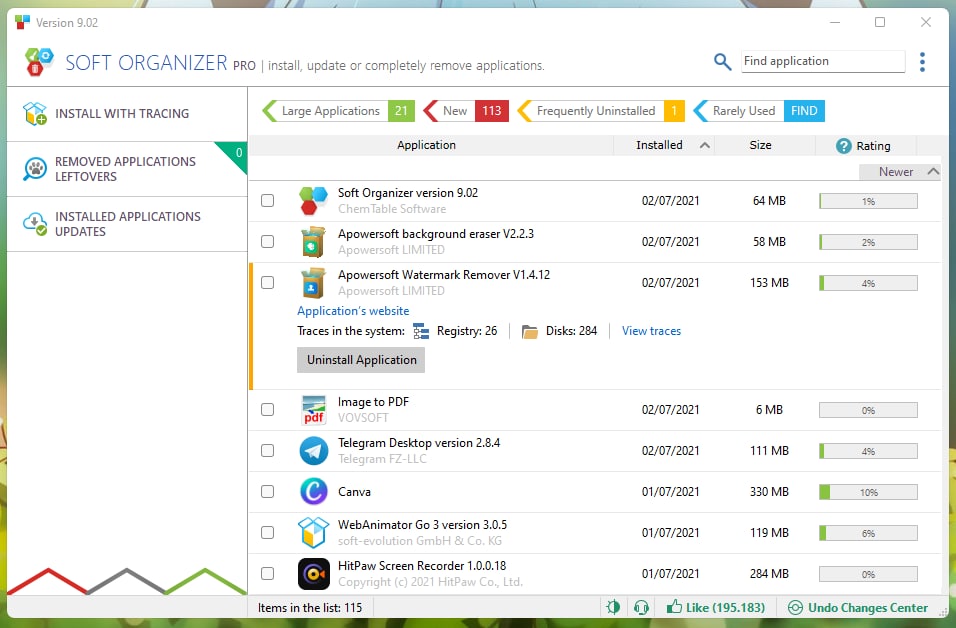 Version 9.02
SOFT ORGANIZER PRO | install, update or completely remove applications.
Find application
INSTALL WITH TRACING
REMOVED APPLICATIONS
LEFTOVERS
0
INSTALLED APPLICATIONS
UPDATES
Large Applications 21
New 113
Frequently Uninstalled 1
Rarely Used FIND
Application Installed Size ? Rating
Newer
Soft Organizer version 9.02
ChemTable Software
02/07/2021 64 MB 1%
Apowersoft background eraser V2.2.3
Apowersoft LIMITED
02/07/2021 58 MB 2%
Apowersoft Watermark Remover V1.4.12
Apowersoft LIMITED
02/07/2021 153 MB 4%
Application's website
Traces in the system: Registry: 26 Disks: 284 View traces
Uninstall Application
pdf
Image to PDF
VOVSOFT
02/07/2021 6 MB 0%
Telegram Desktop version 2.8.4
Telegram FZ-LLC
02/07/2021 111 MB 4%
C
Canva
01/07/2021 330 MB 10%
WebAnimator Go 3 version 3.0.5
soft-evolution GmbH & Co. KG
01/07/2021 119 MB 6%
HitPaw Screen Recorder 1.0.0.18
Copyright (c) 2021 HitPaw Co., Ltd.
01/07/2021 284 MB 0%
Items in the list: 115
Like (195.183)
Undo Changes Center